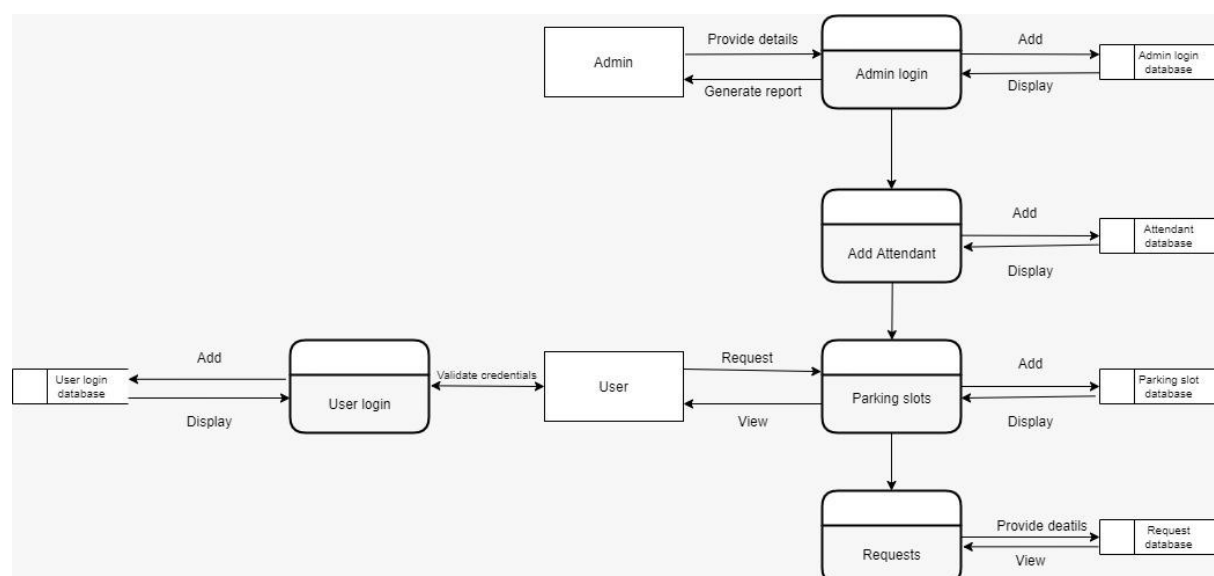 Provide details
Add
Admin
Admin login
Admin login
database
Generate report
Display
Add
Add Attendant
Attendant
database
Display
Add
User login
database
Display
User login
Validate credentials
User
Request
View
Parking slots
Add
Parking slot
database
Display
Requests
Provide deatils
Request
database
View